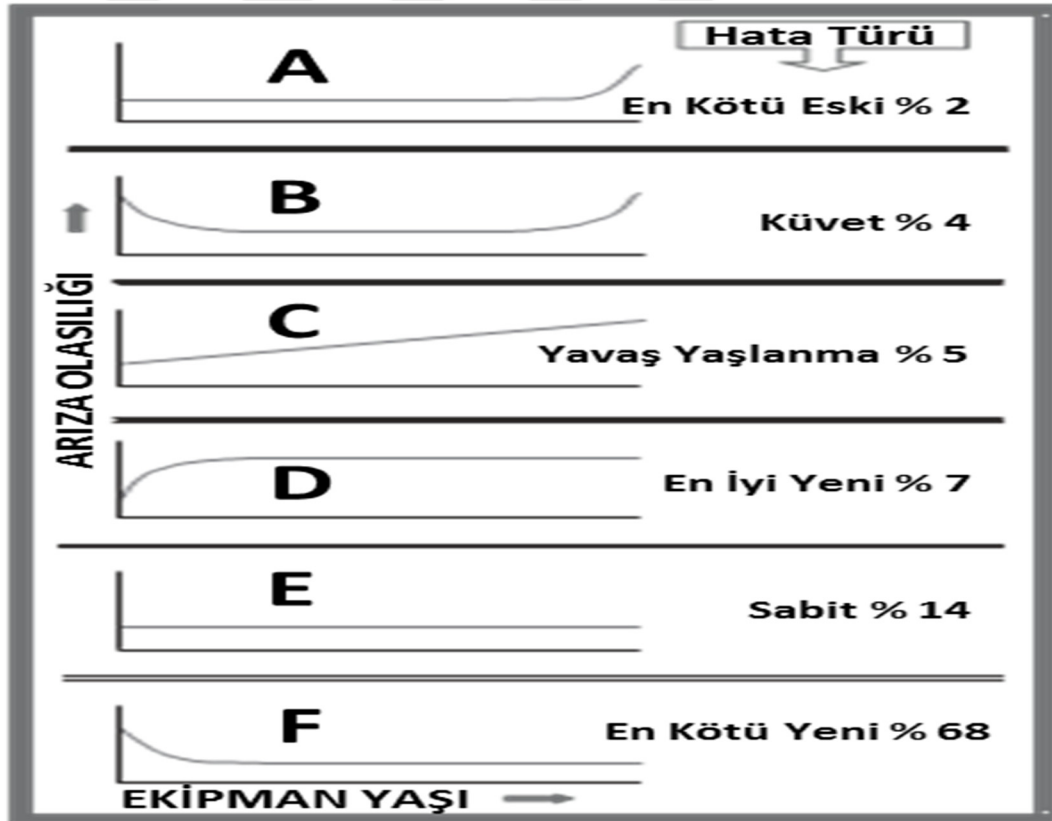 Hata Türü
A
En Kötü Eski % 2
B
Küvet % 4
C
Yavaş Yaşlanma % 5
D
En İyi Yeni % 7
E
Sabit % 14
F
En Kötü Yeni % 68
ARIZA OLASILIĞI
EKİPMAN YAŞI